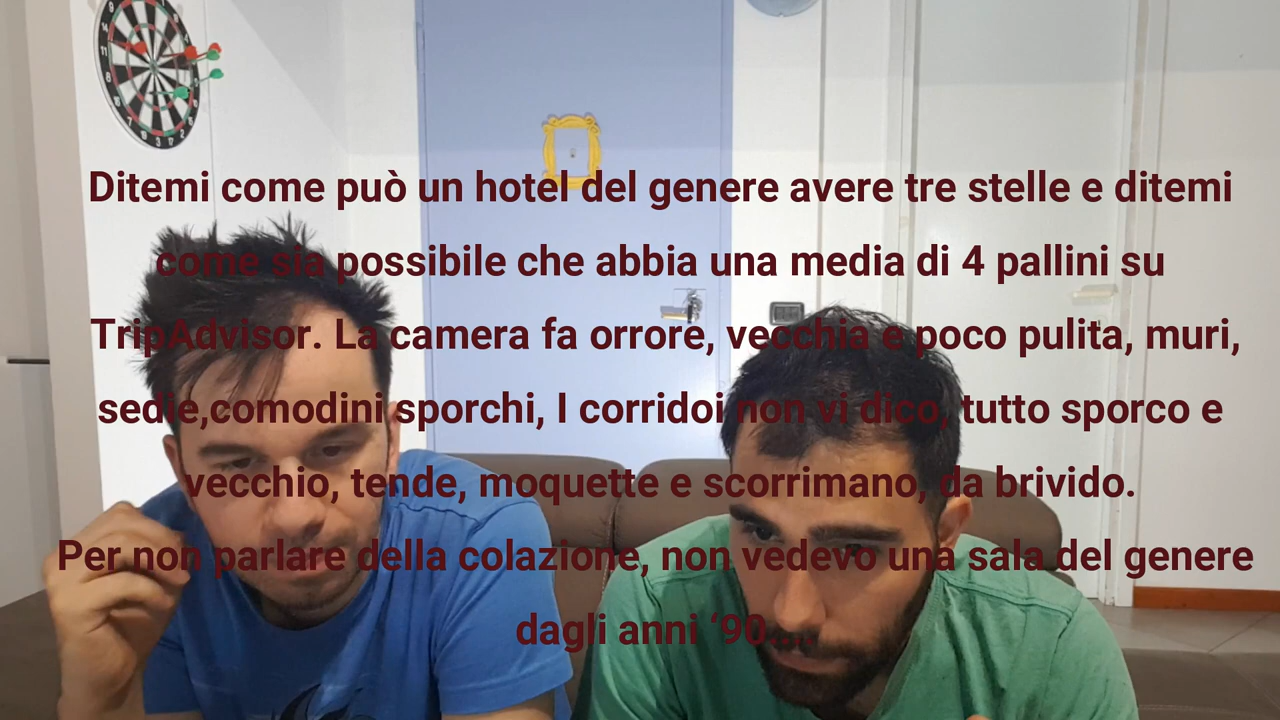 Ditemi come può un hotel del genere avere tre stelle e ditemi
come sia possibile che abbia una media di 4 pallini su
TripAdvisor. La camera fa orrore, vecchia e poco pulita, muri,
sedie,comodini sporchi, I corridoi non vi dico, tutto sporco e
vecchio, tende, moquette e scorrimano, da brivido.
Per non parlare della colazione, non vedevo una sala del genere
dagli anni ‘90....